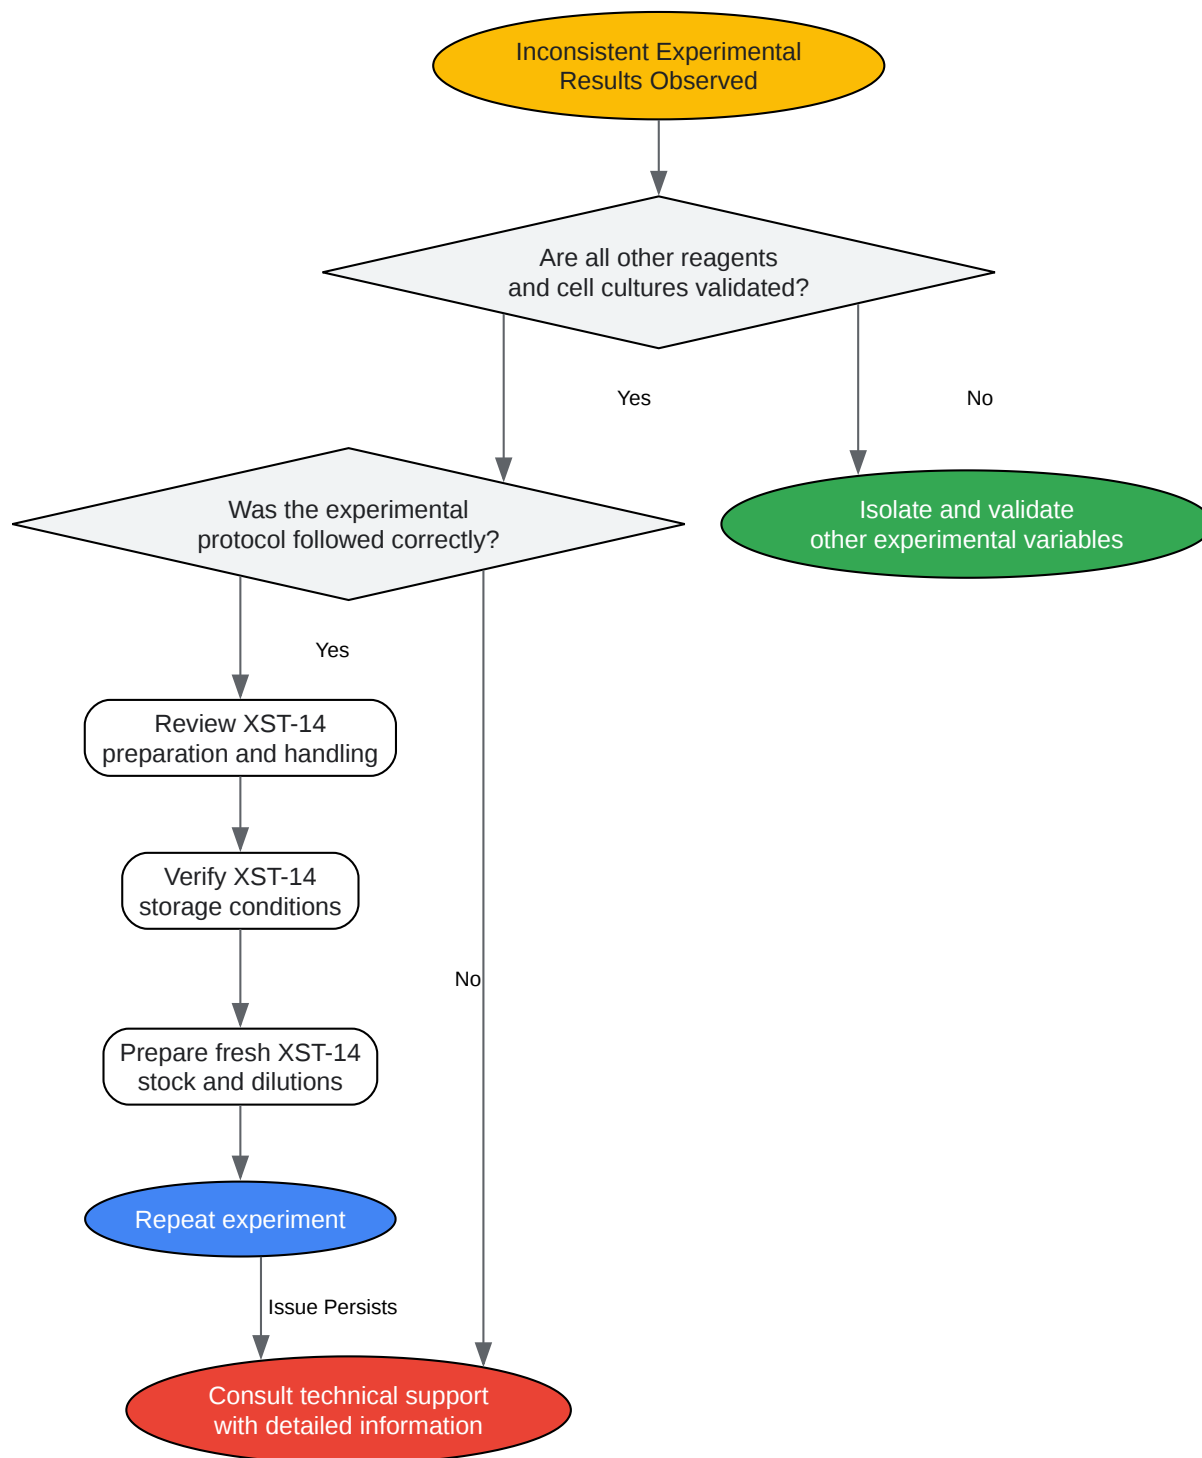 Inconsistent Experimental
Results Observed
Are all other reagents
and cell cultures validated?
Yes
No
Was the experimental
protocol followed correctly?
Isolate and validate
other experimental variables
Yes
Review XST-14
preparation and handling
Verify XST-14
storage conditions
No
Prepare fresh XST-14
stock and dilutions
Repeat experiment
Issue Persists
Consult technical support
with detailed information